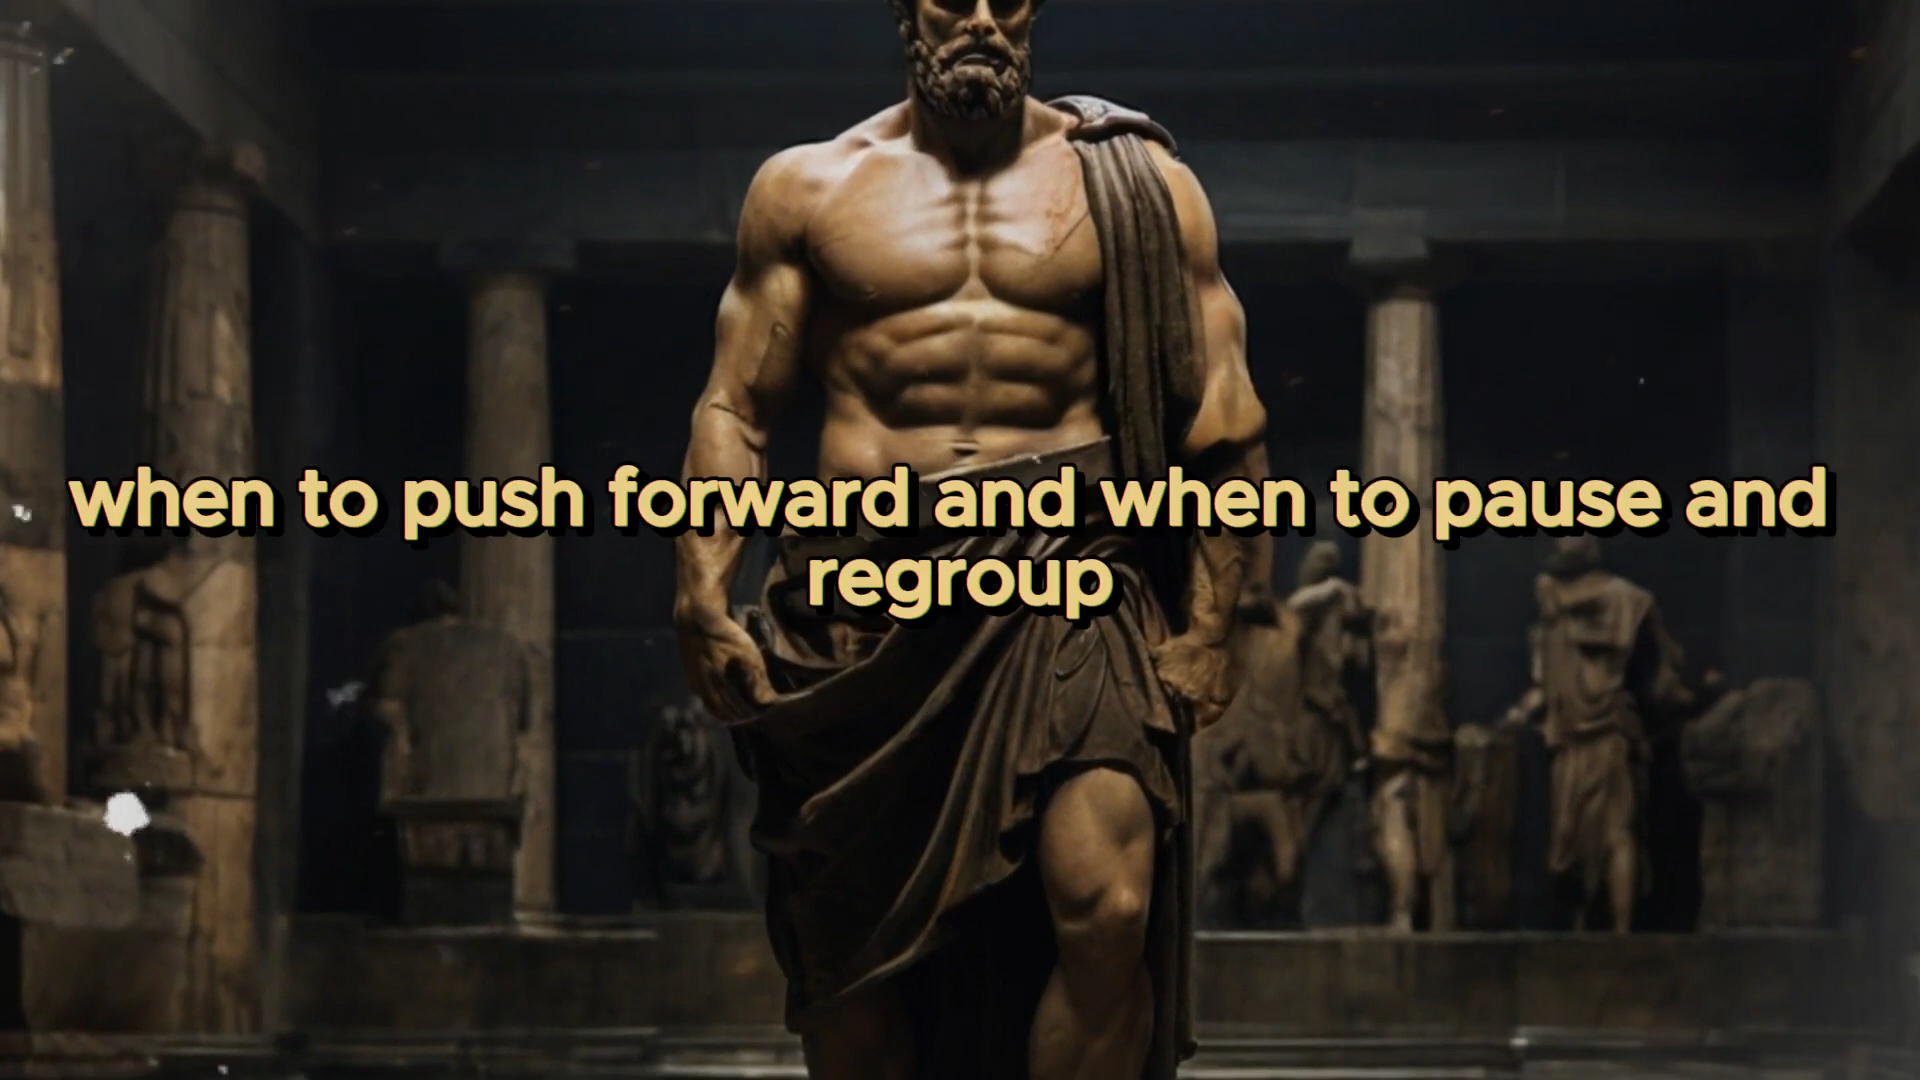 when to push forward and when to pause and
regroup